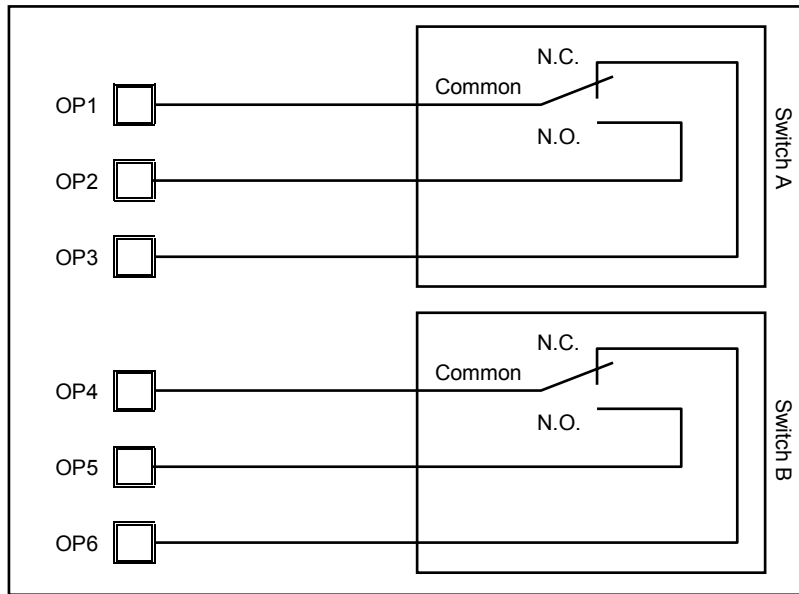 N.C.
OP1
Common
Switch A
N.O.
OP2
OP3
N.C.
OP4
Common
Switch B
N.O.
OP5
OP6